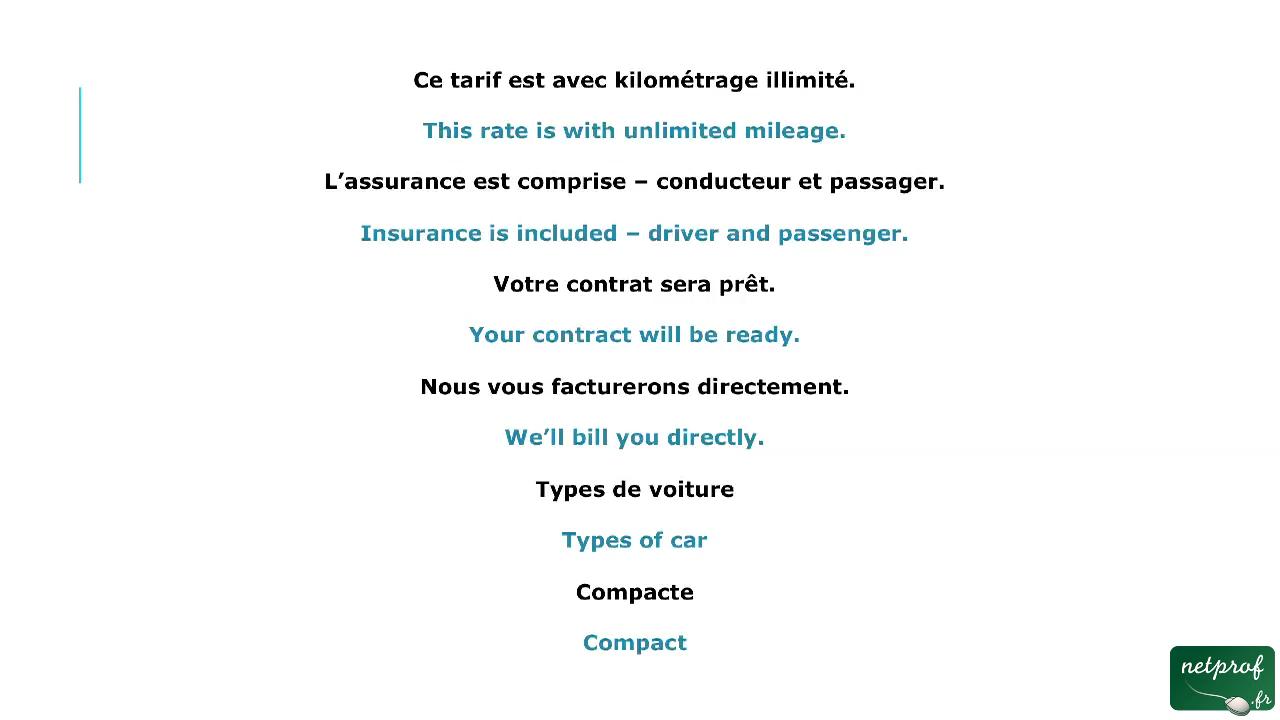 Ce tarif est avec kilométrage illimité.
This rate is with unlimited mileage.
L’assurance est comprise – conducteur et passager.
Insurance is included – driver and passenger.
Votre contrat sera prêt.
Your contract will be ready.
Nous vous facturerons directement.
We’ll bill you directly.
Types de voiture
Types of car
Compacte
Compact
netprof
.fr